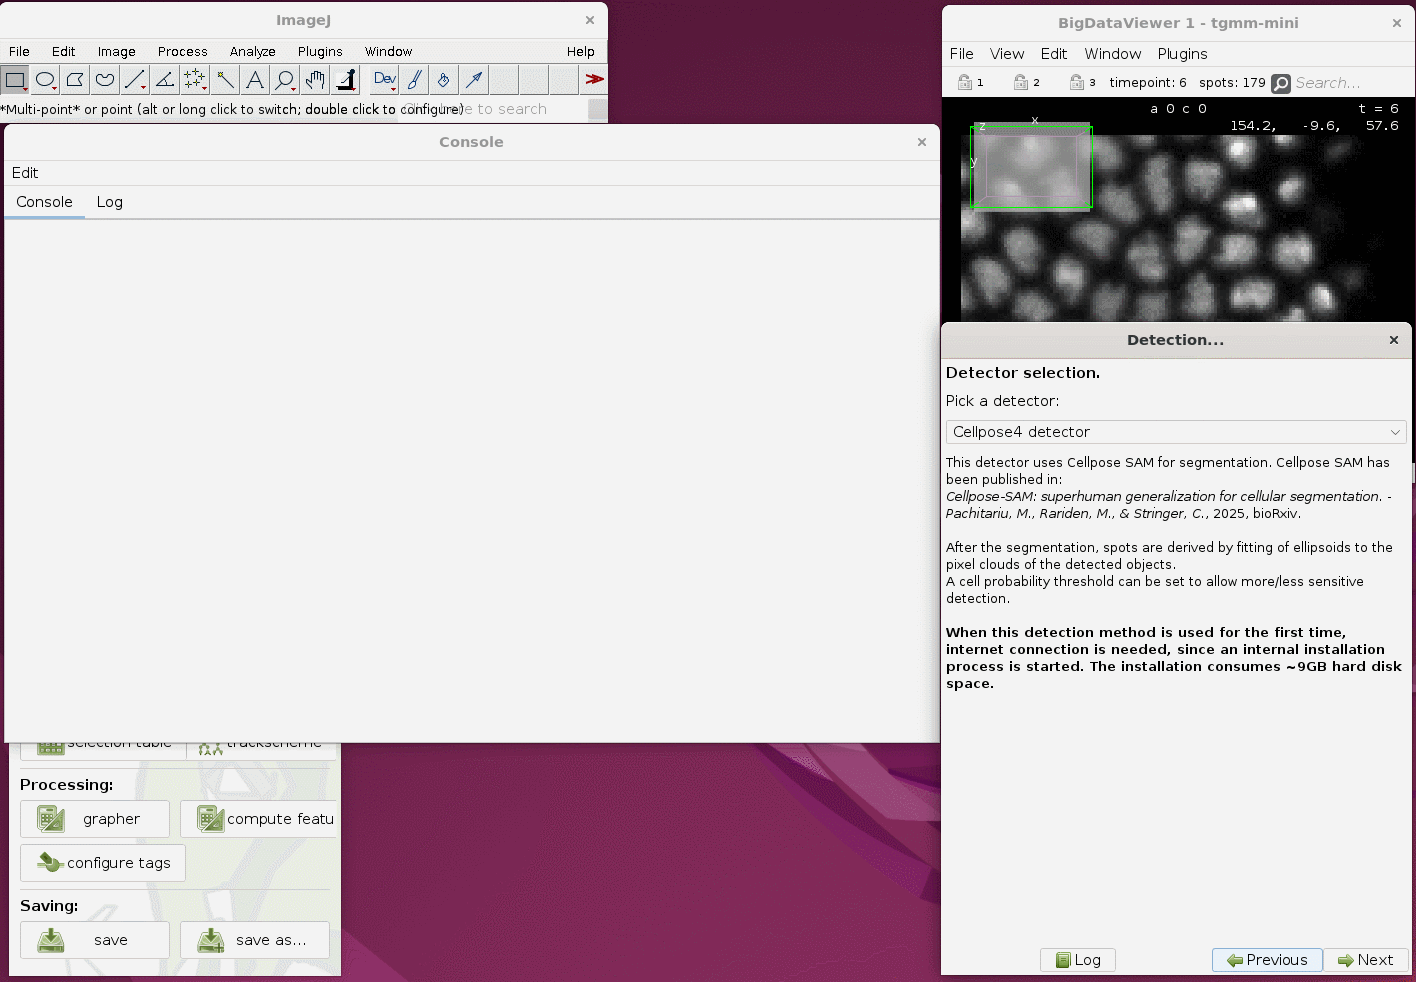 ImageJ
File Edit Image Process Analyze Plugins Window Help
Dev
*Multi-point* or point (alt or long click to switch; double click to configure)
Console
Edit
Console Log
selection table trackscheme
Processing:
grapher compute featu
configure tags
Saving:
save save as...
BigDataViewer 1 - tgmm-mini
File View Edit Window Plugins
1 2 3 timepoint: 6 spots: 179 Search...
a 0 c 0 t = 6
154.2, -9.6, 57.6
x
z
y
Detection...
Detector selection.
Pick a detector:
Cellpose4 detector
This detector uses Cellpose SAM for segmentation. Cellpose SAM has
been published in:
Cellpose-SAM: superhuman generalization for cellular segmentation. -
Pachitariu, M., Rariden, M., & Stringer, C., 2025, bioRxiv.
After the segmentation, spots are derived by fitting of ellipsoids to the
pixel clouds of the detected objects.
A cell probability threshold can be set to allow more/less sensitive
detection.
When this detection method is used for the first time,
internet connection is needed, since an internal installation
process is started. The installation consumes ~9GB hard disk
space.
Log Previous Next